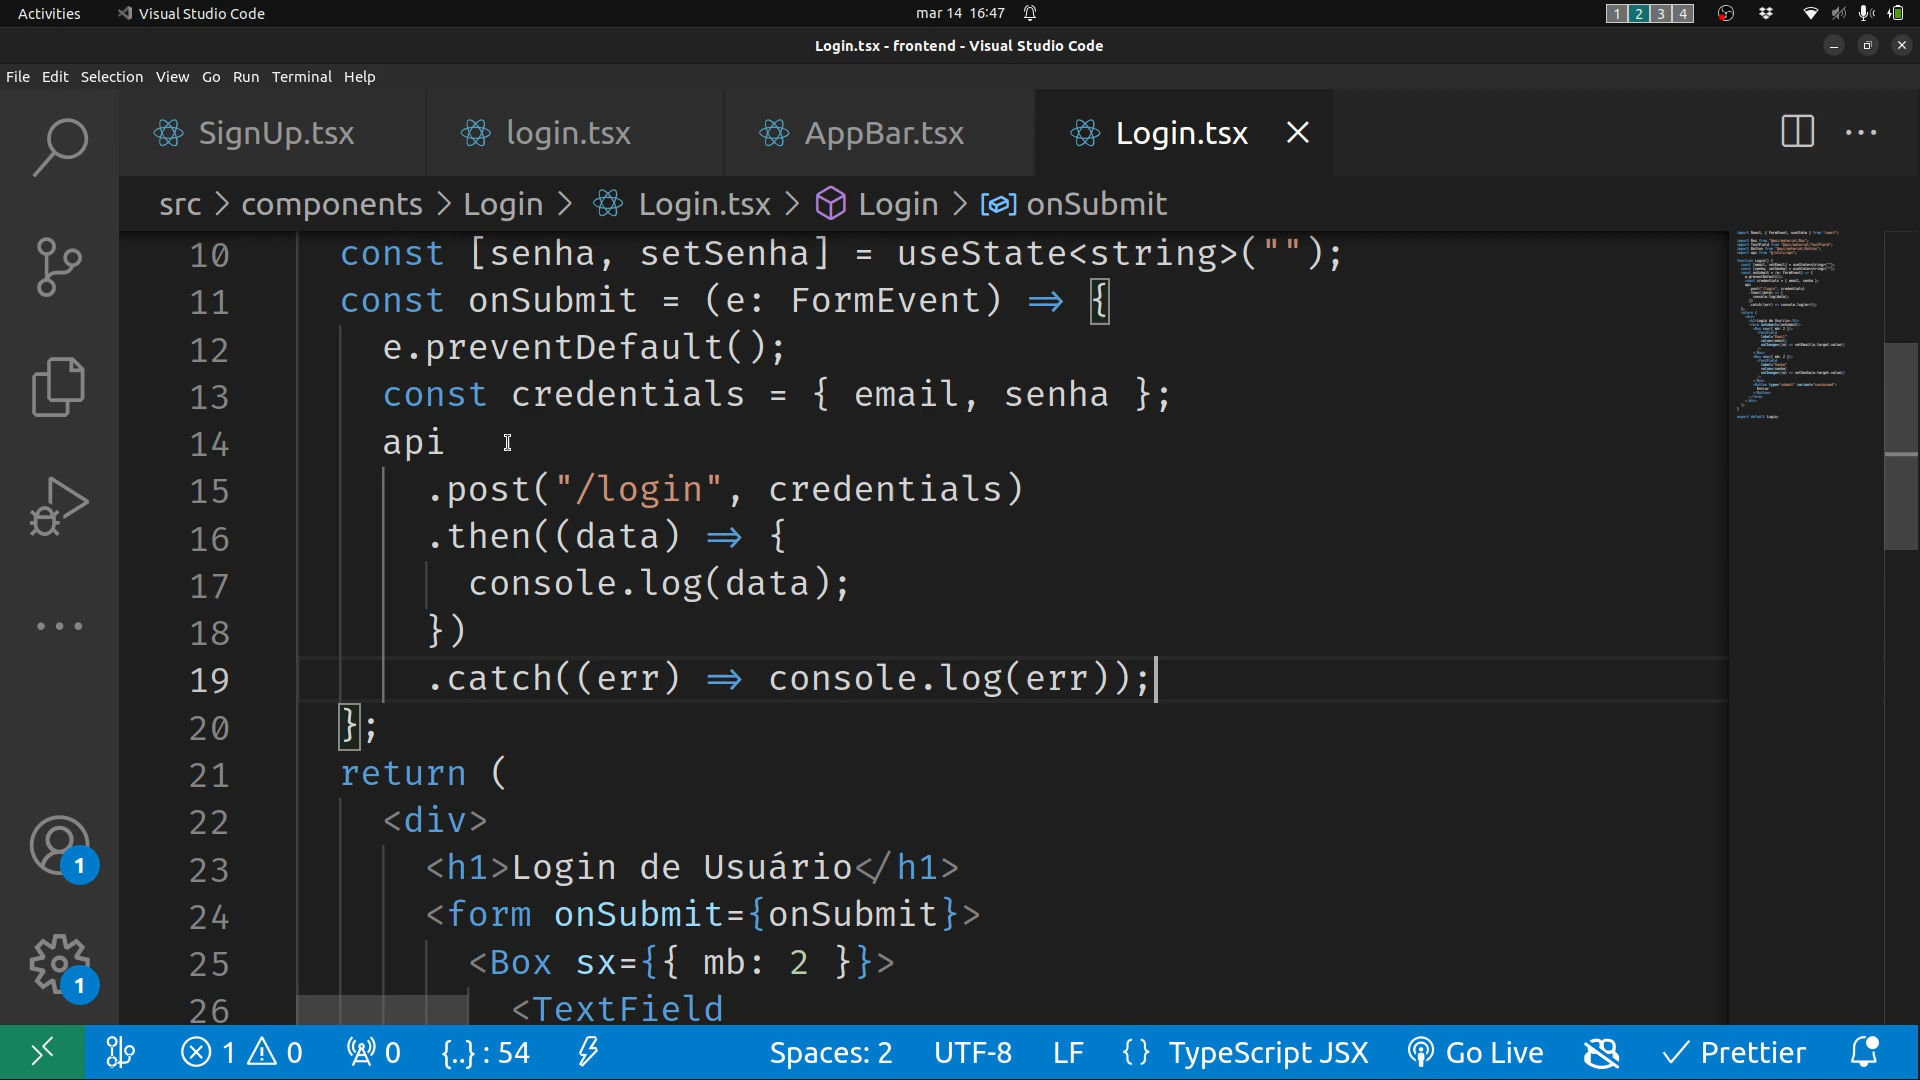 Activities Visual Studio Code mar 14 16:47 1 2 3 4
Login.tsx - frontend - Visual Studio Code
File Edit Selection View Go Run Terminal Help
SignUp.tsx login.tsx AppBar.tsx Login.tsx
src > components > Login > Login.tsx > Login > onSubmit
10 const [senha, setSenha] = useState<string>("");
11 const onSubmit = (e: FormEvent) => {
12 e.preventDefault();
13 const credentials = { email, senha };
14 api
15 .post("/login", credentials)
16 .then((data) => {
17 console.log(data);
18 })
19 .catch((err) => console.log(err));
20 };
21 return (
22 <div>
23 <h1>Login de Usuário</h1>
24 <form onSubmit={onSubmit}>
25 <Box sx={{ mb: 2 }}>
26 <TextField
1
1
1 0 0 {..} : 54 Spaces: 2 UTF-8 LF {} TypeScript JSX Go Live Prettier